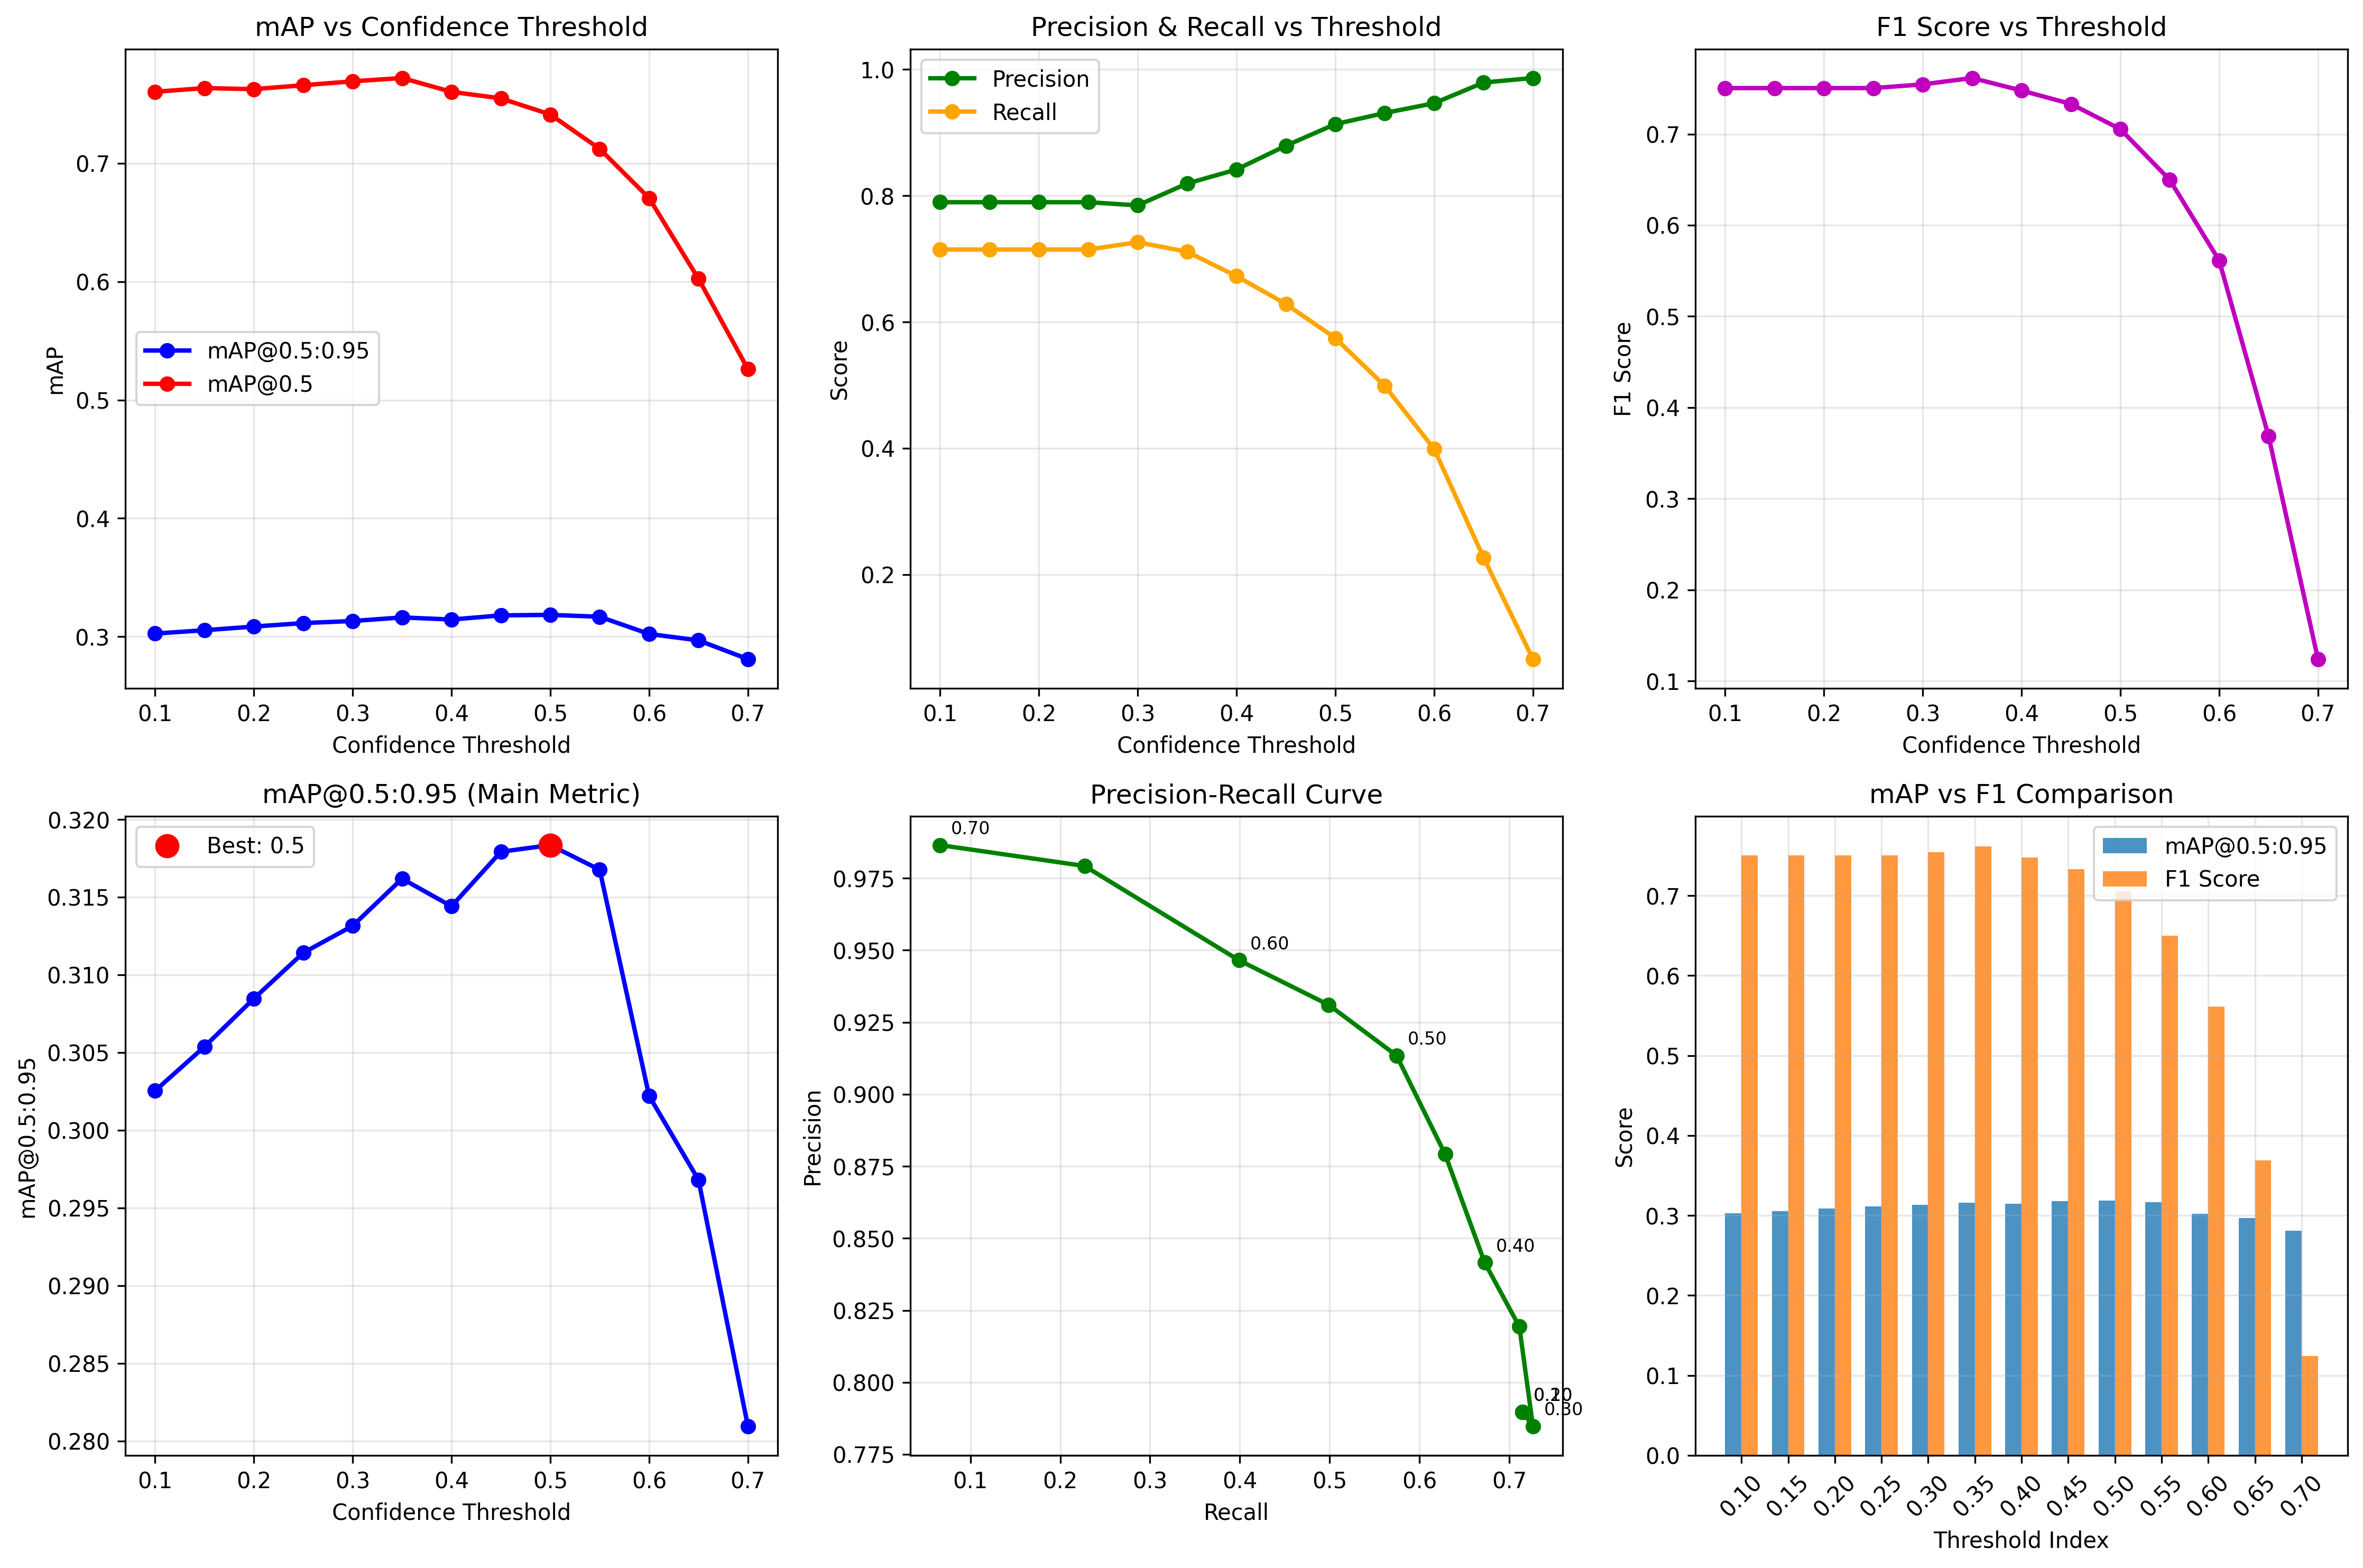 mAP vs Confidence Threshold
mAP
0.7
0.6
0.5
0.4
0.3
mAP@0.5:0.95
mAP@0.5
0.1 0.2 0.3 0.4 0.5 0.6 0.7
Confidence Threshold
Precision & Recall vs Threshold
Score
1.0
0.8
0.6
0.4
0.2
Precision
Recall
0.1 0.2 0.3 0.4 0.5 0.6 0.7
Confidence Threshold
F1 Score vs Threshold
F1 Score
0.7
0.6
0.5
0.4
0.3
0.2
0.1
0.1 0.2 0.3 0.4 0.5 0.6 0.7
Confidence Threshold
mAP@0.5:0.95 (Main Metric)
mAP@0.5:0.95
0.320
0.315
0.310
0.305
0.300
0.295
0.290
0.285
0.280
Best: 0.5
0.1 0.2 0.3 0.4 0.5 0.6 0.7
Confidence Threshold
Precision-Recall Curve
Precision
0.975
0.950
0.925
0.900
0.875
0.850
0.825
0.800
0.775
0.70
0.60
0.50
0.40
0.30
0.1 0.2 0.3 0.4 0.5 0.6 0.7
Recall
mAP vs F1 Comparison
Score
0.7
0.6
0.5
0.4
0.3
0.2
0.1
0.0
mAP@0.5:0.95
F1 Score
0.10 0.15 0.20 0.25 0.30 0.35 0.40 0.45 0.50 0.55 0.60 0.65 0.70
Threshold Index